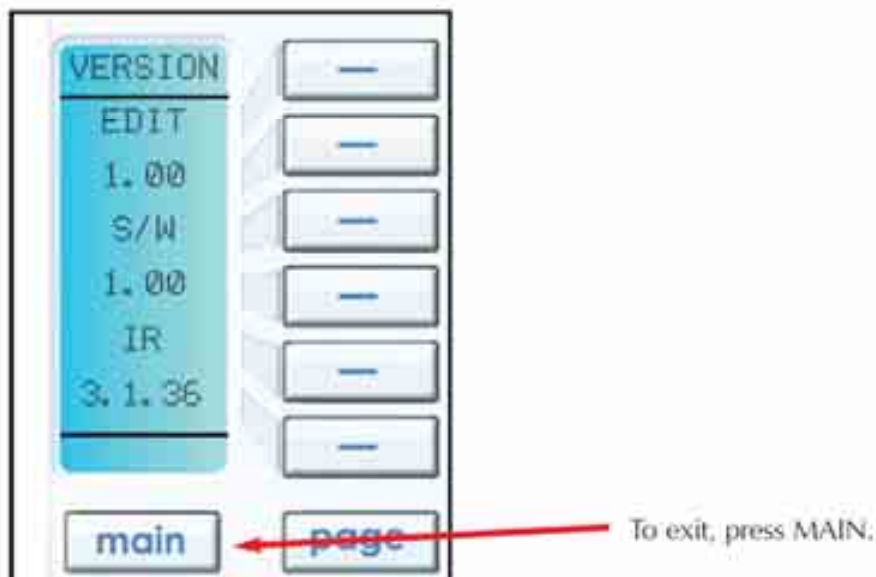 VERSION
EDIT
1.00
S/W
1.00
IR
3.1.36
main
page
To exit, press MAIN.